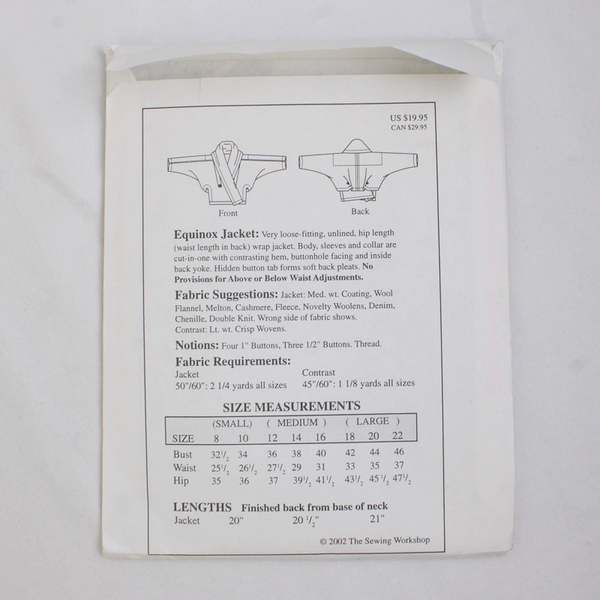 US $19.95
CAN $29.95
Front
Back
Equinox Jacket: Very loose-fitting, unlined, hip length
(waist length in back) wrap jacket. Body, sleeves and collar are
cut-in-one with contrasting hem, buttonhole facing and inside
back yoke. Hidden button tab forms soft back pleats. No
Provisions for Above or Below Waist Adjustments.
Fabric Suggestions: Jacket: Med. wt. Coating, Wool
Flannel, Melton, Cashmere, Fleece, Novelty Woolens, Denim,
Chenille, Double Knit. Wrong side of fabric shows.
Contrast: Lt. wt. Crisp Wovens.
Notions: Four 1" Buttons, Three 1/2" Buttons. Thread.
Fabric Requirements:
Jacket Contrast
50"/60": 2 1/4 yards all sizes 45"/60": 1 1/8 yards all sizes
SIZE MEASUREMENTS
(SMALL) ( MEDIUM ) ( LARGE )
SIZE 8 10 12 14 16 18 20 22
Bust 32 1/2 34 36 38 40 42 44 46
Waist 25 1/2 26 1/2 27 1/2 29 31 33 35 37
Hip 35 36 37 39 1/2 41 1/2 43 1/2 45 1/2 47 1/2
LENGTHS Finished back from base of neck
Jacket 20" 20 1/2" 21"
© 2002 The Sewing Workshop